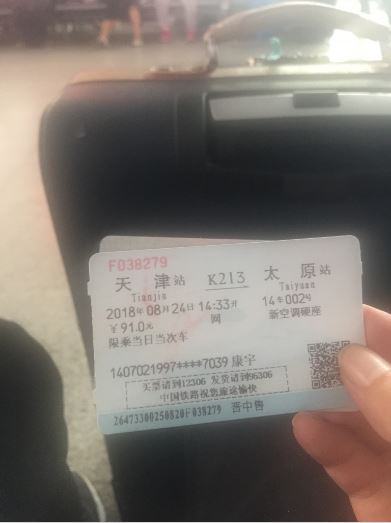 F038279
天津站 K213 太原站
Tianjin Taiyuan
2018年08月24日14:33开 14车002号
¥91.0元 网 新空调硬座
限乘当日当次车
1407021997****7039 康宇
买票请到12306 发货请到95306
中国铁路祝您旅途愉快
26473300250820F038279 晋中售